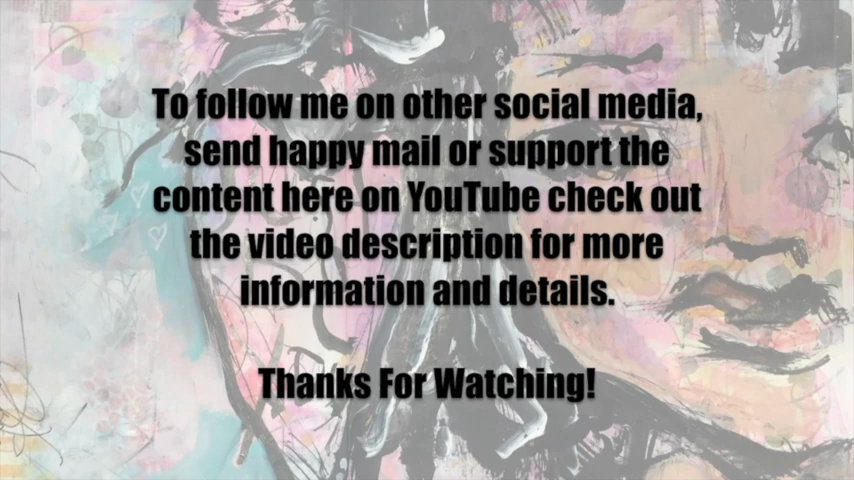 To follow me on other social media,
send happy mail or support the
content here on YouTube check out
the video description for more
information and details.
Thanks For Watching!